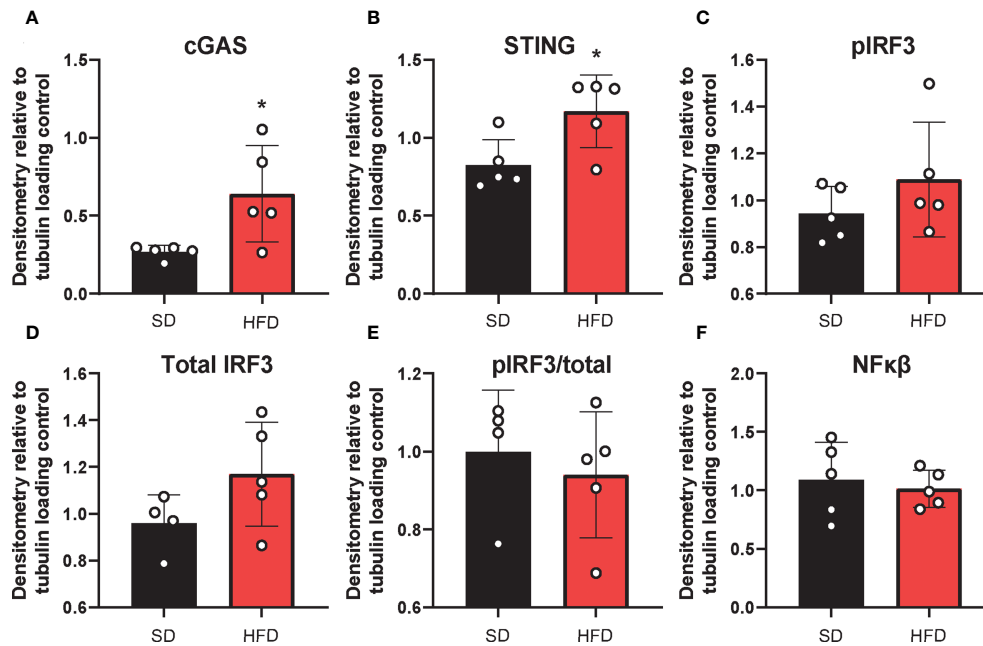 A
cGAS
Densitometry relative to
tubulin loading control
1.5
1.0
0.5
0.0
*
SD
HFD
B
STING
Densitometry relative to
tubulin loading control
1.5
1.0
0.5
0.0
*
SD
HFD
C
pIRF3
Densitometry relative to
tubulin loading control
1.6
1.4
1.2
1.0
0.8
0.6
SD
HFD
D
Total IRF3
Densitometry relative to
tubulin loading control
1.6
1.4
1.2
1.0
0.8
0.6
SD
HFD
E
pIRF3/total
Densitometry relative to
tubulin loading control
1.2
1.0
0.8
0.6
SD
HFD
F
NFκβ
Densitometry relative to
tubulin loading control
2.0
1.5
1.0
0.5
0.0
SD
HFD